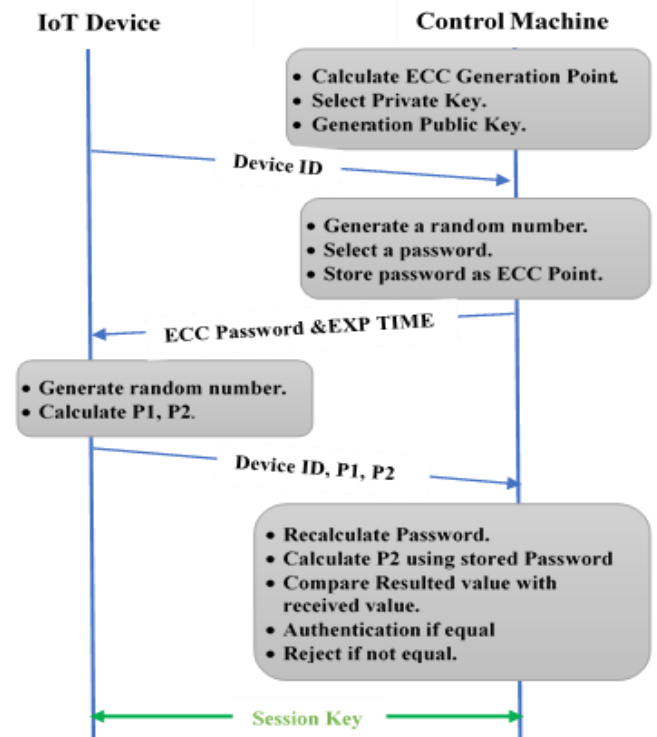 IoT Device
Control Machine
• Calculate ECC Generation Point.
• Select Private Key.
• Generation Public Key.
Device ID
• Generate a random number.
• Select a password.
• Store password as ECC Point.
ECC Password &EXP TIME
• Generate random number.
• Calculate P1, P2.
Device ID, P1, P2
• Recalculate Password.
• Calculate P2 using stored Password
• Compare Resulted value with
received value.
• Authentication if equal
• Reject if not equal.
Session Key